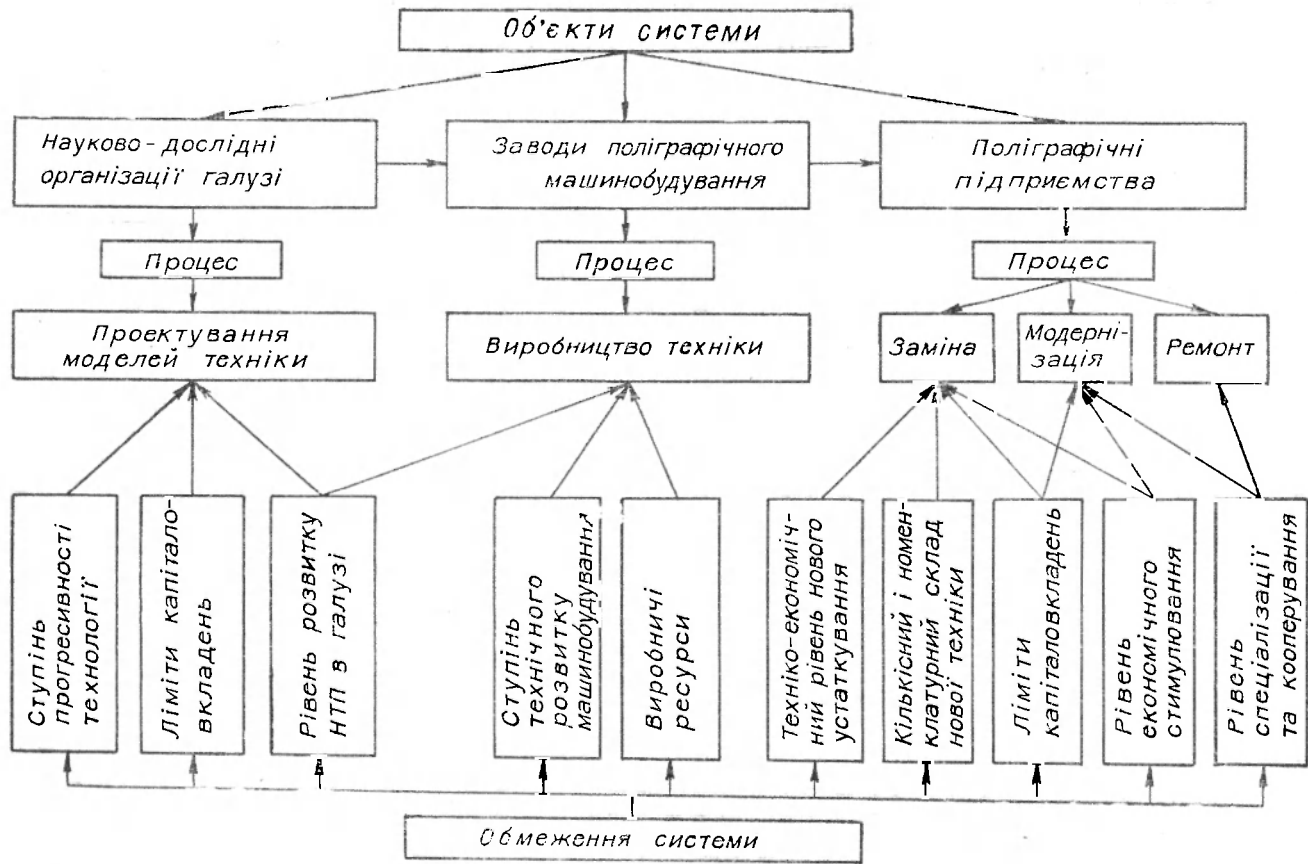 Об'єкти системи
Науково-дослідні
організації галузі
Заводи поліграфічного
машинобудування
Поліграфічні
підприємства
Процес
Процес
Процес
Проектування
моделей техніки
Виробництво техніки
Заміна
Модерні-
зація
Ремонт
Ступінь
прогресивності
технології
Ліміти капітало-
вкладень
Рівень розвитку
НТП в галузі
Ступінь
технічного
розвитку
машинобудування
Виробничі
ресурси
Техніко-економіч-
ний рівень нового
устаткування
Кількісний і номен-
клатурний склад
нової техніки
Ліміти
капіталовкладень
Рівень
економічного
стимулювання
Рівень
спеціалізації
та кооперування
Обмеження системи